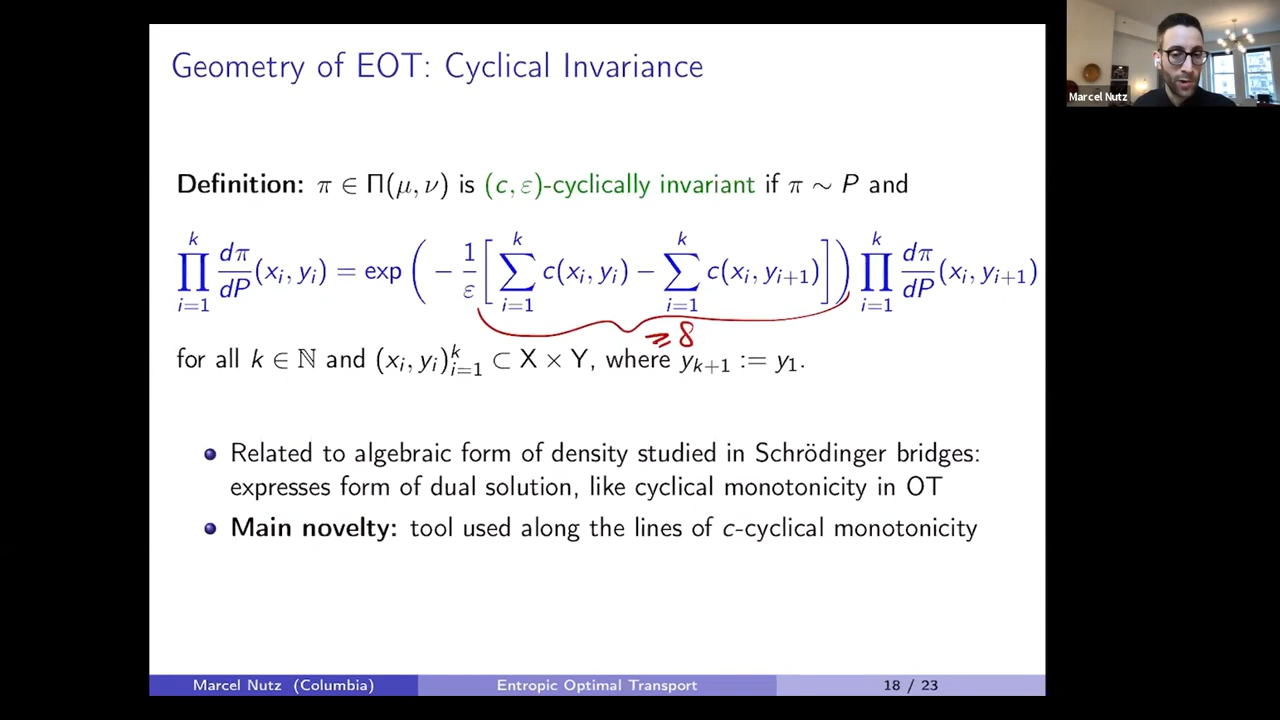 Geometry of EOT: Cyclical Invariance
Marcel Nutz
Definition: π ∈ Π(μ, ν) is (c, ε)-cyclically invariant if π ∼ P and
∏_{i=1}^{k} dπ/dP (x_i, y_i) = exp ( − 1/ε [ ∑_{i=1}^{k} c(x_i, y_i) − ∑_{i=1}^{k} c(x_i, y_{i+1}) ] ) ∏_{i=1}^{k} dπ/dP (x_i, y_{i+1})
≥ δ
for all k ∈ ℕ and (x_i, y_i)_{i=1}^{k} ⊂ X × Y, where y_{k+1} := y_1.
Related to algebraic form of density studied in Schrödinger bridges:
expresses form of dual solution, like cyclical monotonicity in OT
Main novelty: tool used along the lines of c-cyclical monotonicity
Marcel Nutz (Columbia) Entropic Optimal Transport 18 / 23